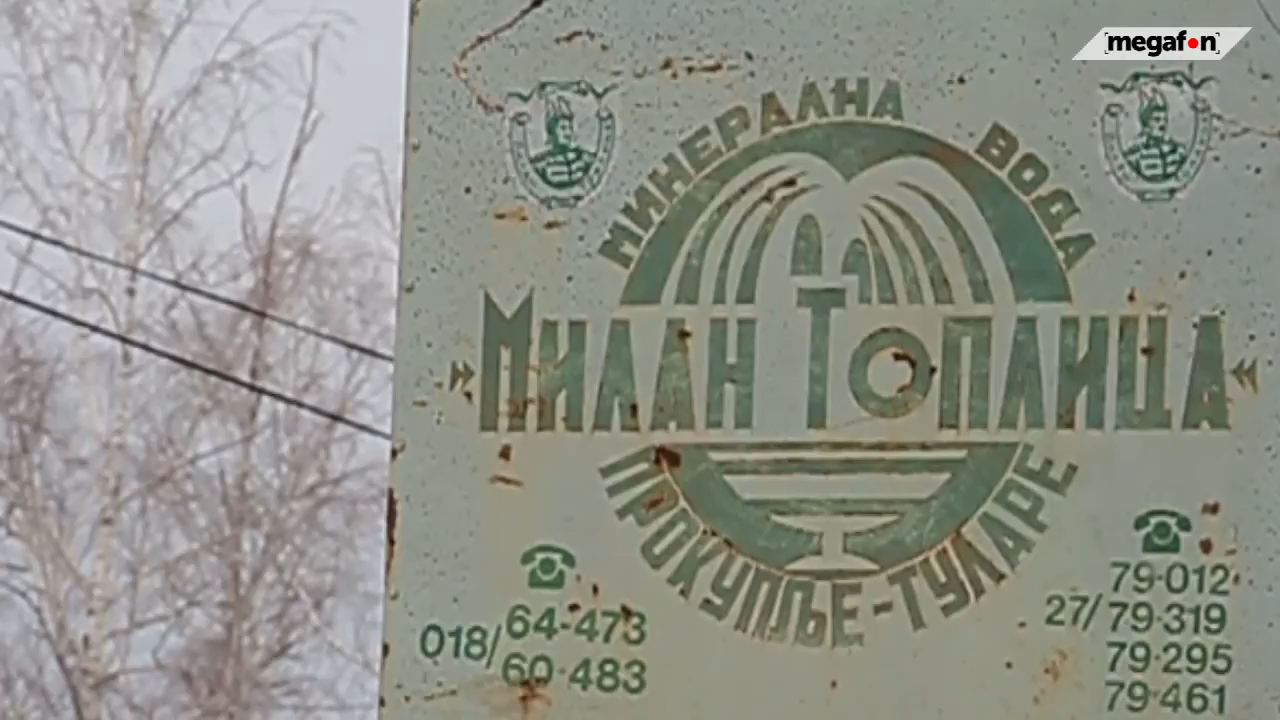 megafon
МИНЕРАЛНА ВОДА
МИЛАН ТОПЛИЦА
ПРОКУПЉЕ-ТУЛАРЕ
018/ 64-473
60-483
79-012
27/ 79-319
79-295
79-461